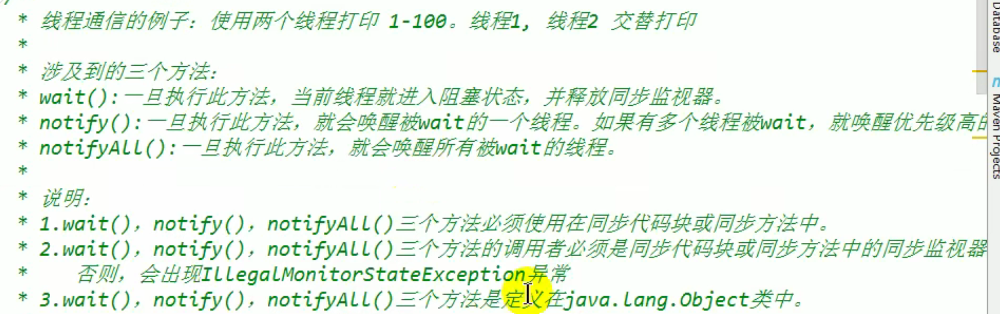 * 线程通信的例子：使用两个线程打印 1-100。线程1, 线程2 交替打印
*
* 涉及到的三个方法：
* wait():一旦执行此方法，当前线程就进入阻塞状态，并释放同步监视器。
* notify():一旦执行此方法，就会唤醒被wait的一个线程。如果有多个线程被wait，就唤醒优先级高的
* notifyAll():一旦执行此方法，就会唤醒所有被wait的线程。
*
* 说明：
* 1.wait()，notify()，notifyAll()三个方法必须使用在同步代码块或同步方法中。
* 2.wait()，notify()，notifyAll()三个方法的调用者必须是同步代码块或同步方法中的同步监视器
* 否则，会出现IllegalMonitorStateException异常
* 3.wait()，notify()，notifyAll()三个方法是定义在java.lang.Object类中。
Database
Maven Projects